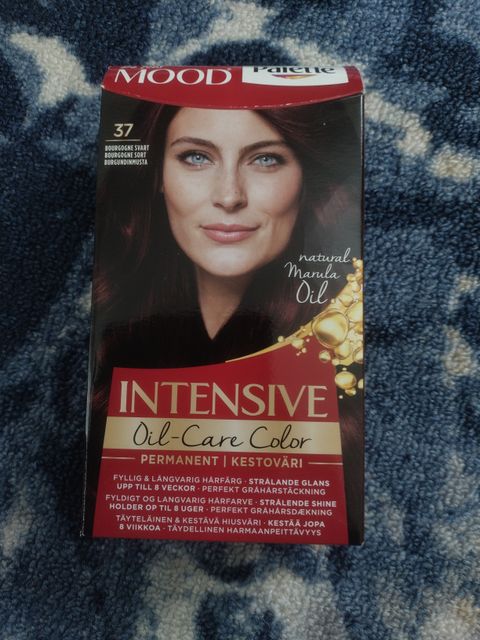 MOOD
Palette
37
BOURGOGNE SVART
BOURGOGNE SORT
BURGUNDINMUSTA
natural
Marula
Oil
INTENSIVE
Oil-Care Color
PERMANENT | KESTOVÄRI
FYLLIG & LÅNGVARIG HÅRFÄRG · STRÅLANDE GLANS
UPP TILL 8 VECKOR · PERFEKT GRÅHÅRSTÄCKNING
FYLDIGT OG LANGVARIG HÅRFARVE · STRÅLENDE SHINE
HOLDER OP TIL 8 UGER · PERFEKT GRÅHÅRSDÆKNING
TÄYTELÄINEN & KESTÄVÄ HIUSVÄRI · KESTÄÄ JOPA
8 VIIKKOA · TÄYDELLINEN HARMAANPEITTÄVYYS